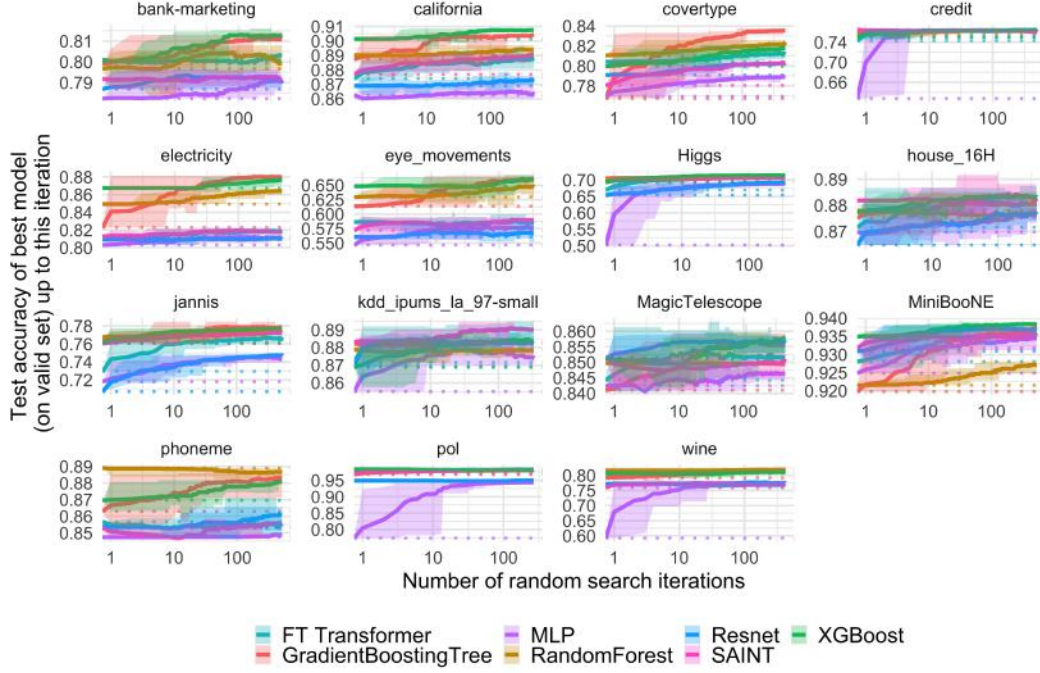 bank-marketing california covertype credit
0.81 0.80 0.79
0.91 0.90 0.89 0.88 0.87 0.86
0.84 0.82 0.80 0.78
0.74 0.70 0.66
1 10 100 1 10 100 1 10 100 1 10 100
electricity eye_movements Higgs house_16H
0.88 0.86 0.84 0.82 0.80
0.650 0.625 0.600 0.575 0.550
0.70 0.65 0.60 0.55 0.50
0.89 0.88 0.87
1 10 100 1 10 100 1 10 100 1 10 100
jannis kdd_ipums_la_97-small MagicTelescope MiniBooNE
0.78 0.76 0.74 0.72
0.89 0.88 0.87 0.86
0.860 0.855 0.850 0.845 0.840
0.940 0.935 0.930 0.925 0.920
1 10 100 1 10 100 1 10 100 1 10 100
phoneme pol wine
0.89 0.88 0.87 0.86 0.85
0.95 0.90 0.85 0.80
0.80 0.75 0.70 0.65 0.60
1 10 100 1 10 100 1 10 100
Test accuracy of best model
(on valid set) up to this iteration
Number of random search iterations
FT Transformer MLP Resnet XGBoost
GradientBoostingTree RandomForest SAINT